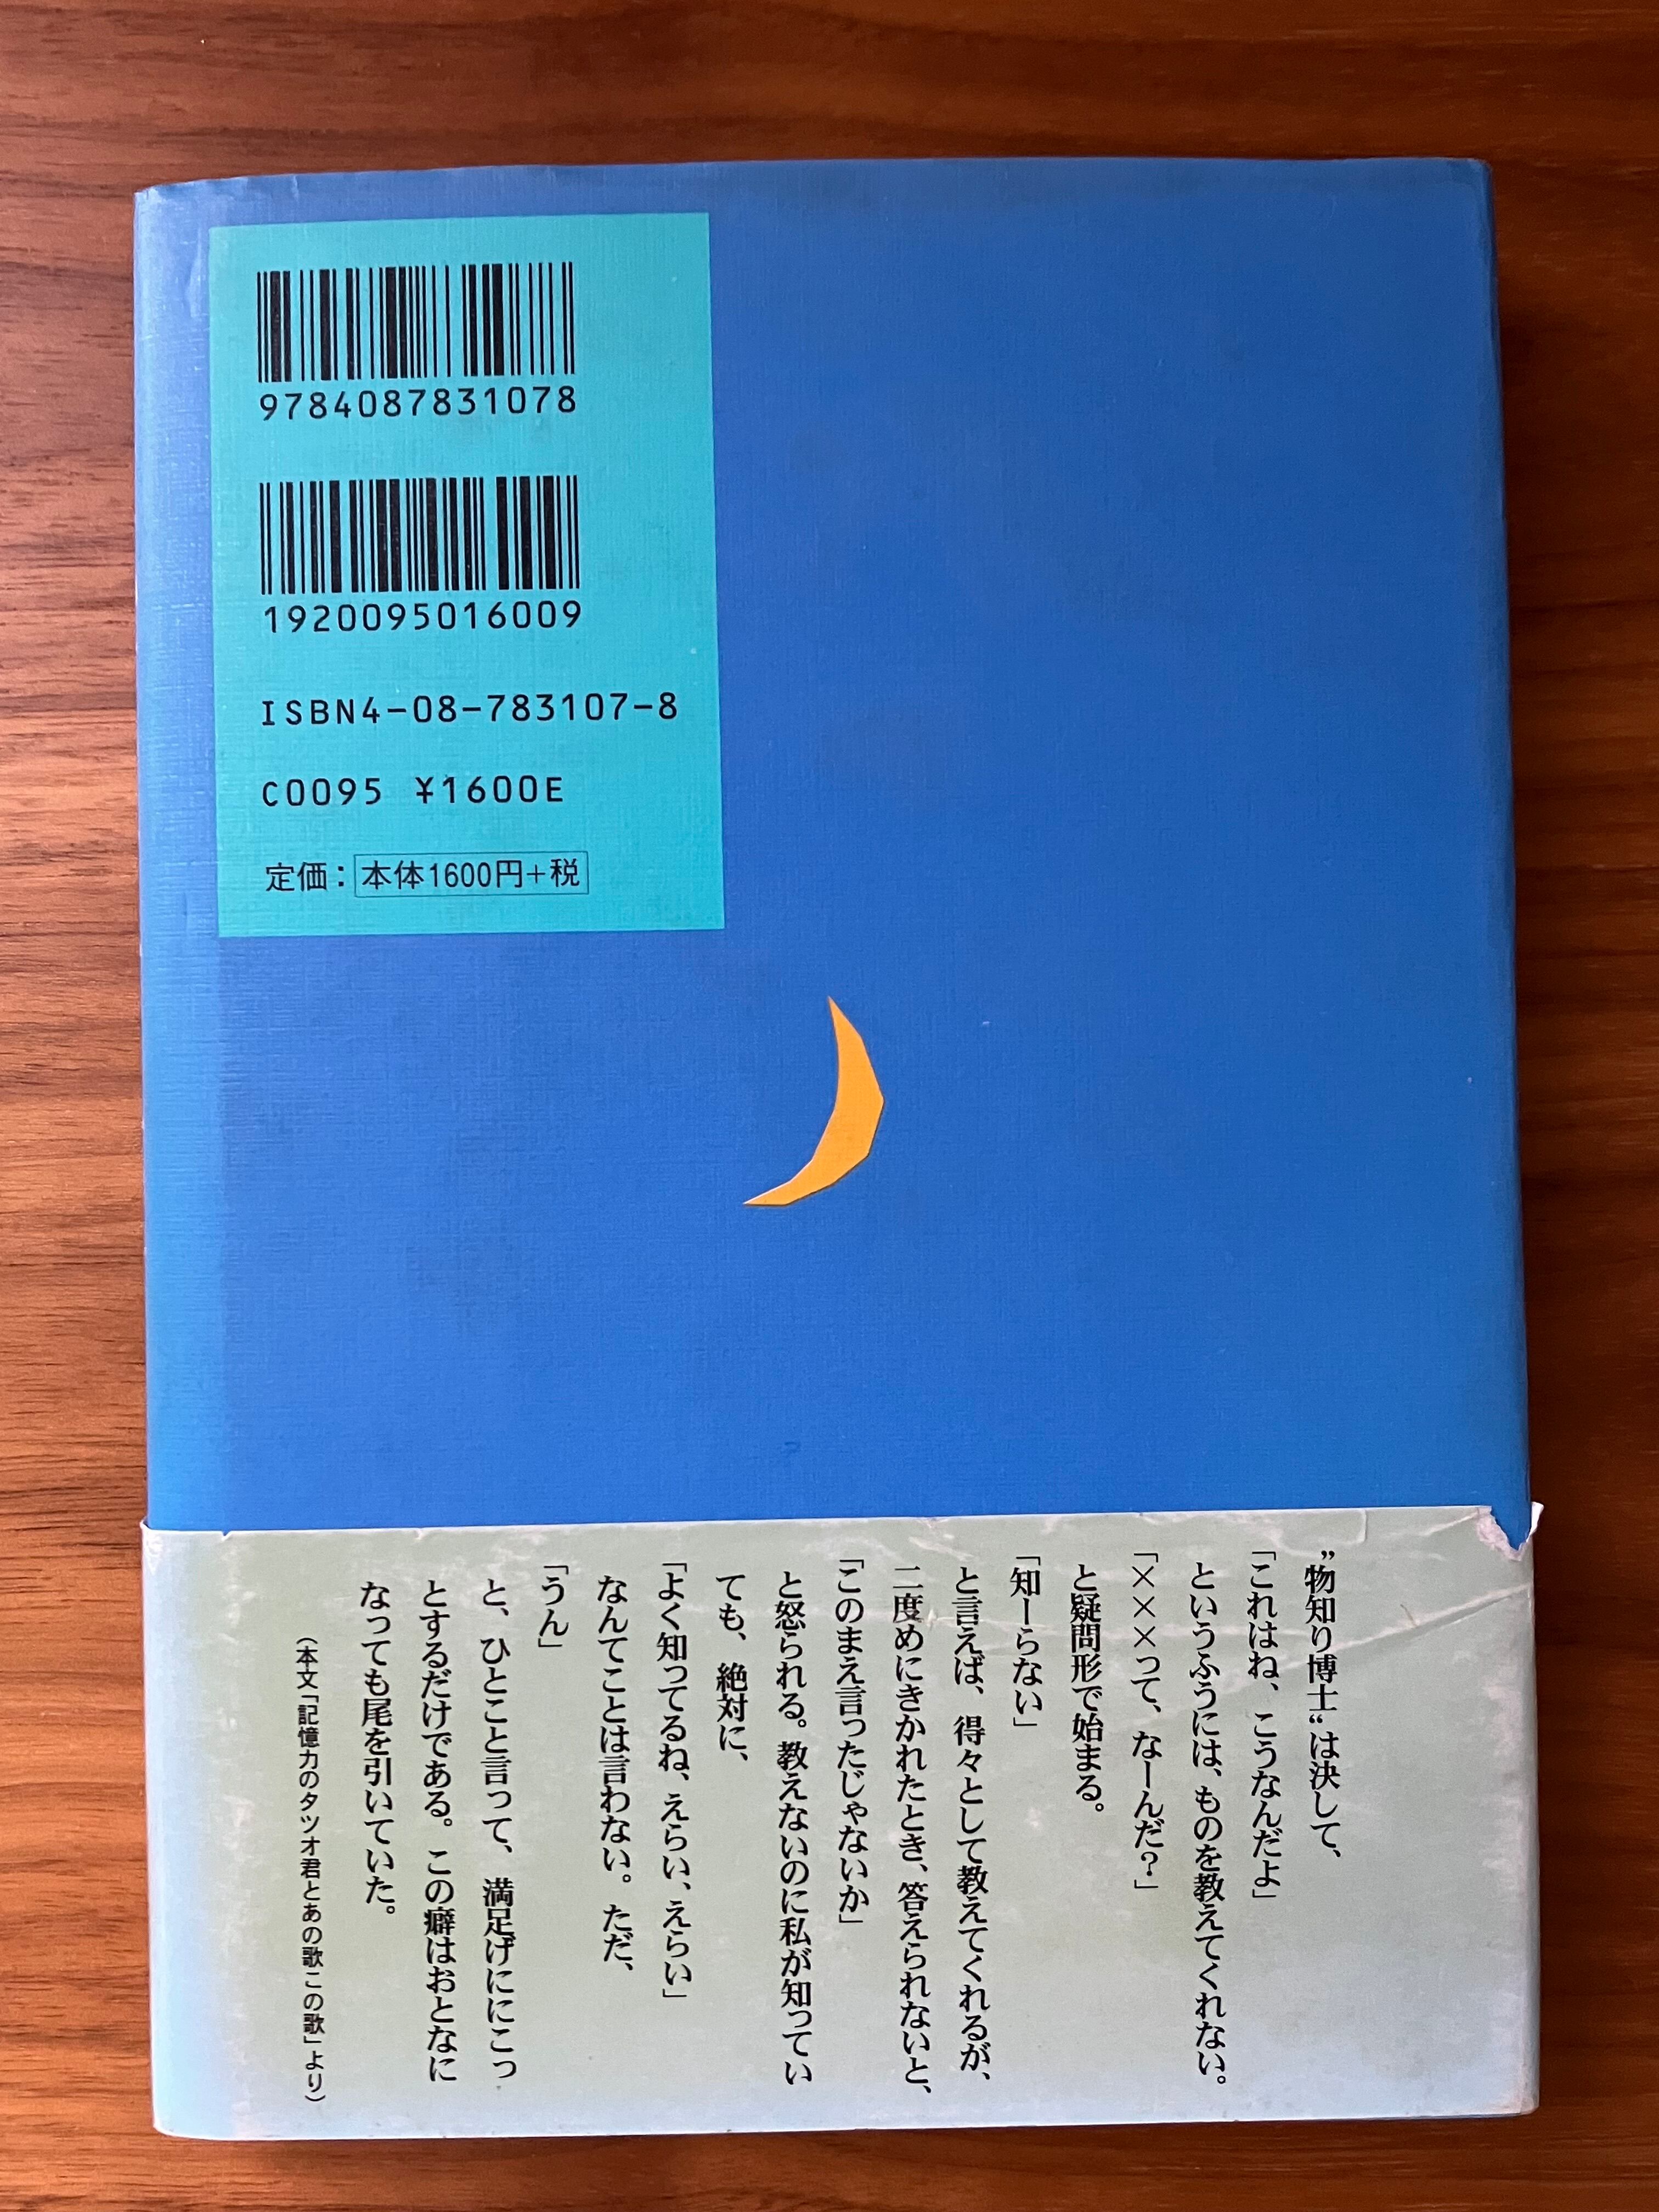 9784087831078
1920095016009
ISBN4-08-783107-8
C0095 ¥1600E
定価：本体1600円+税
”物知り博士“は決して、
「これはね、こうなんだよ」
というふうには、ものを教えてくれない。
「×××って、なーんだ？」
と疑問形で始まる。
「知ーらない」
と言えば、得々として教えてくれるが、
二度めにきかれたとき、答えられないと、
「このまえ言ったじゃないか」
と怒られる。教えないのに私が知ってい
ても、絶対に、
「よく知ってるね、えらい、えらい」
なんてことは言わない。ただ、
「うん」
と、ひとこと言って、満足げににこっ
とするだけである。この癖はおとなに
なっても尾を引いていた。
（本文「記憶力のタツオ君とあの歌この歌」より）